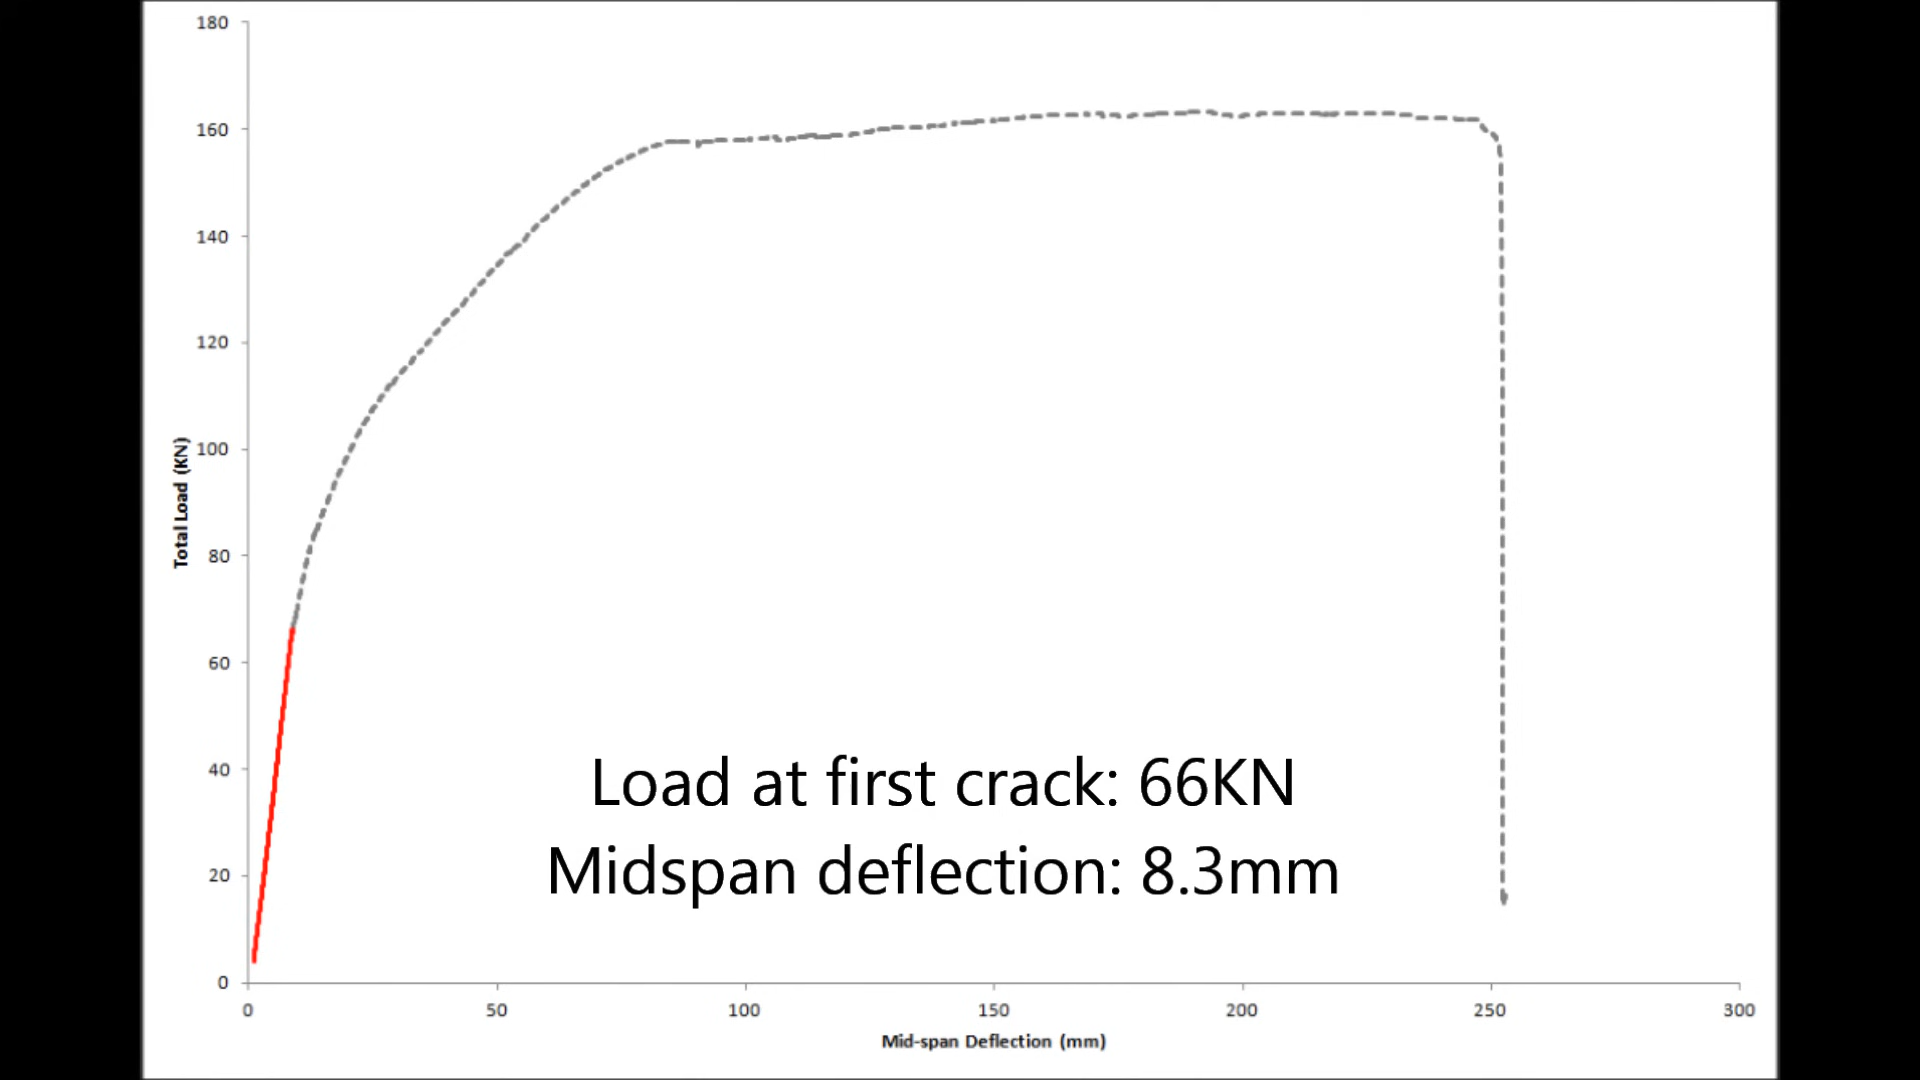 180
160
140
120
100
80
60
40
20
0
Total Load (KN)
Load at first crack: 66KN
Midspan deflection: 8.3mm
0 50 100 150 200 250 300
Mid-span Deflection (mm)